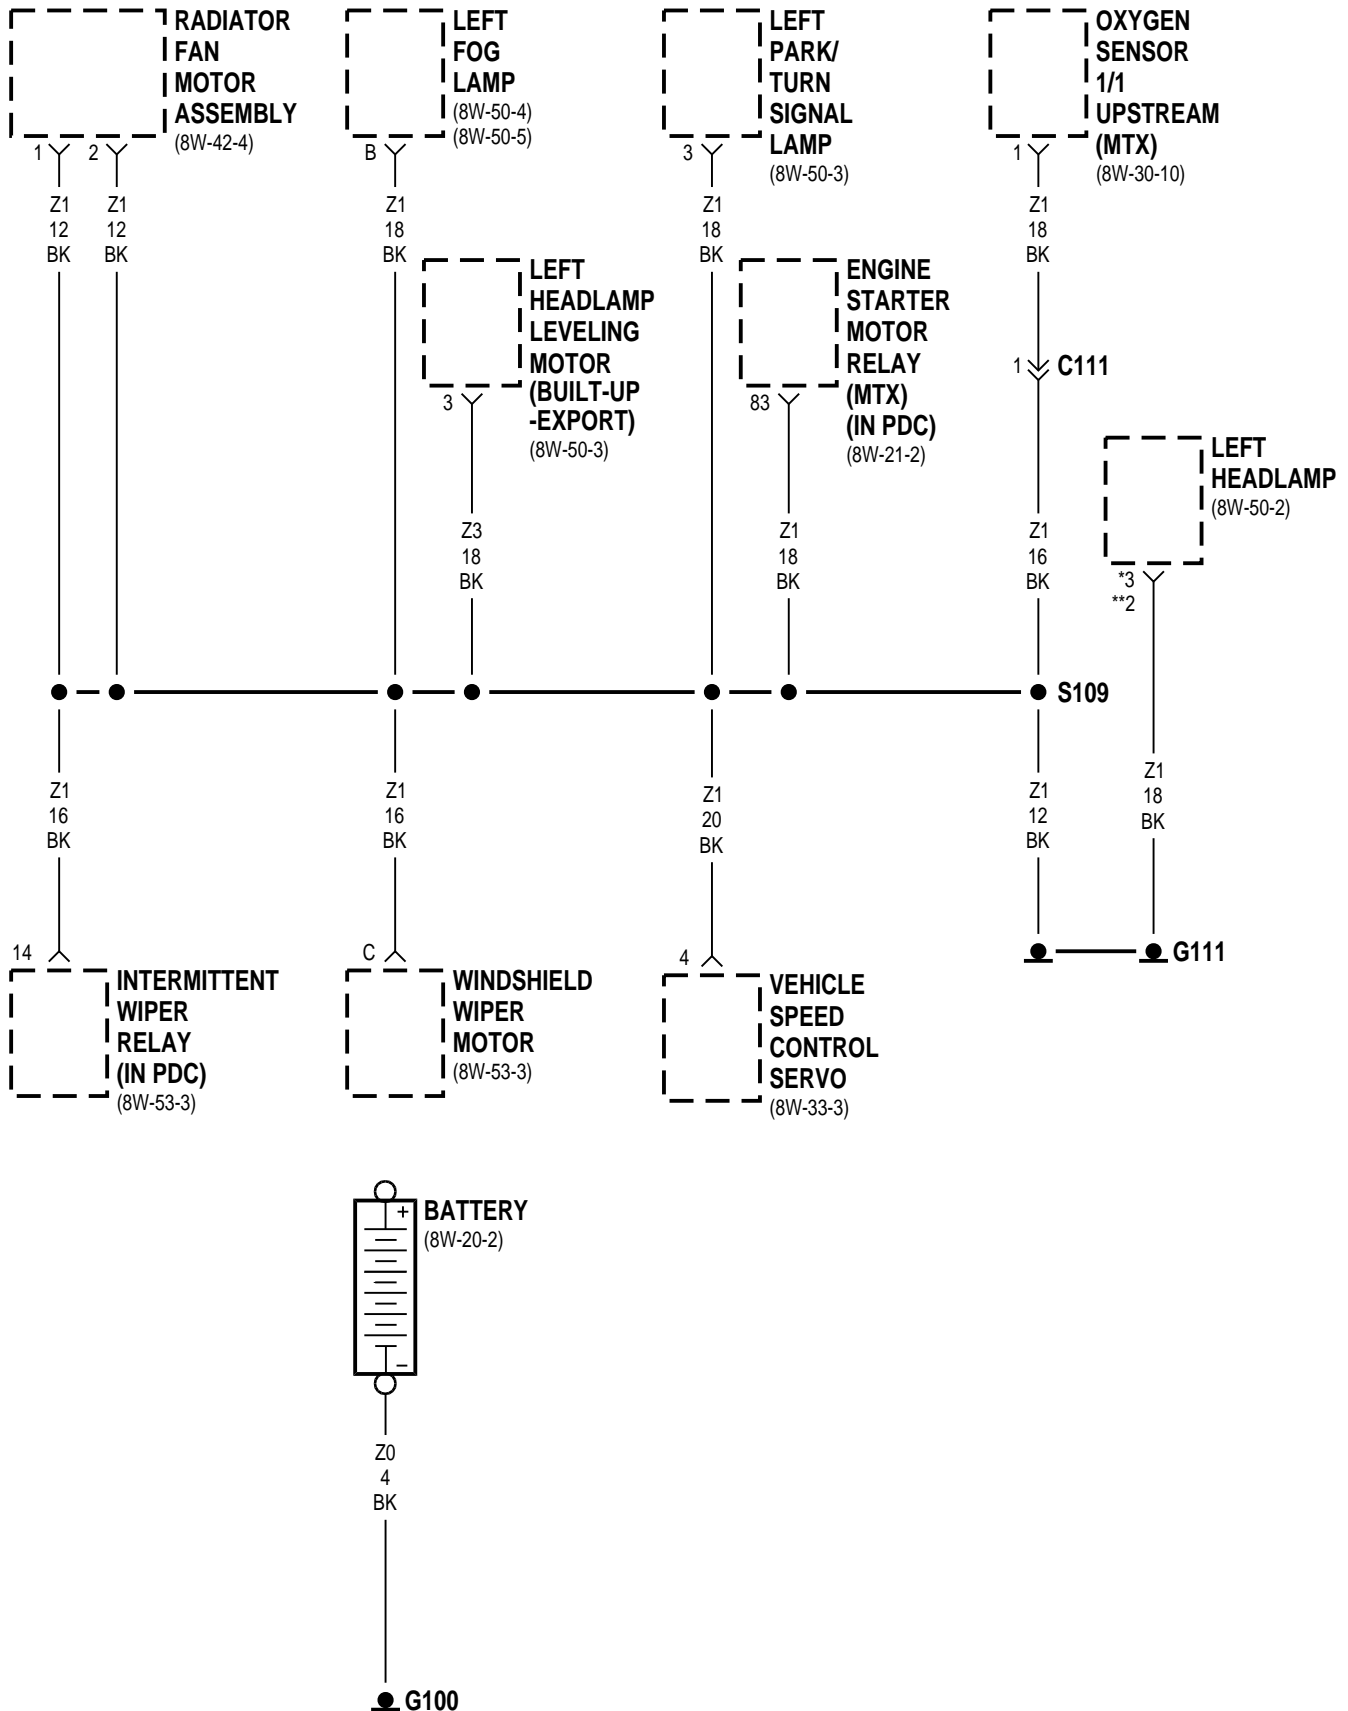 RADIATOR
FAN
MOTOR
ASSEMBLY
(8W-42-4)
1
2
Z1
12
BK
Z1
12
BK
LEFT
FOG
LAMP
(8W-50-4)
(8W-50-5)
B
Z1
18
BK
LEFT
PARK/
TURN
SIGNAL
LAMP
(8W-50-3)
3
Z1
18
BK
OXYGEN
SENSOR
1/1
UPSTREAM
(MTX)
(8W-30-10)
1
Z1
18
BK
LEFT
HEADLAMP
LEVELING
MOTOR
(BUILT-UP
-EXPORT)
(8W-50-3)
3
Z3
18
BK
ENGINE
STARTER
MOTOR
RELAY
(MTX)
(IN PDC)
(8W-21-2)
83
Z1
18
BK
1
C111
Z1
16
BK
LEFT
HEADLAMP
(8W-50-2)
*3
**2
S109
Z1
16
BK
Z1
16
BK
Z1
20
BK
Z1
12
BK
Z1
18
BK
G111
14
INTERMITTENT
WIPER
RELAY
(IN PDC)
(8W-53-3)
C
WINDSHIELD
WIPER
MOTOR
(8W-53-3)
4
VEHICLE
SPEED
CONTROL
SERVO
(8W-33-3)
+
BATTERY
(8W-20-2)
–
Z0
4
BK
G100